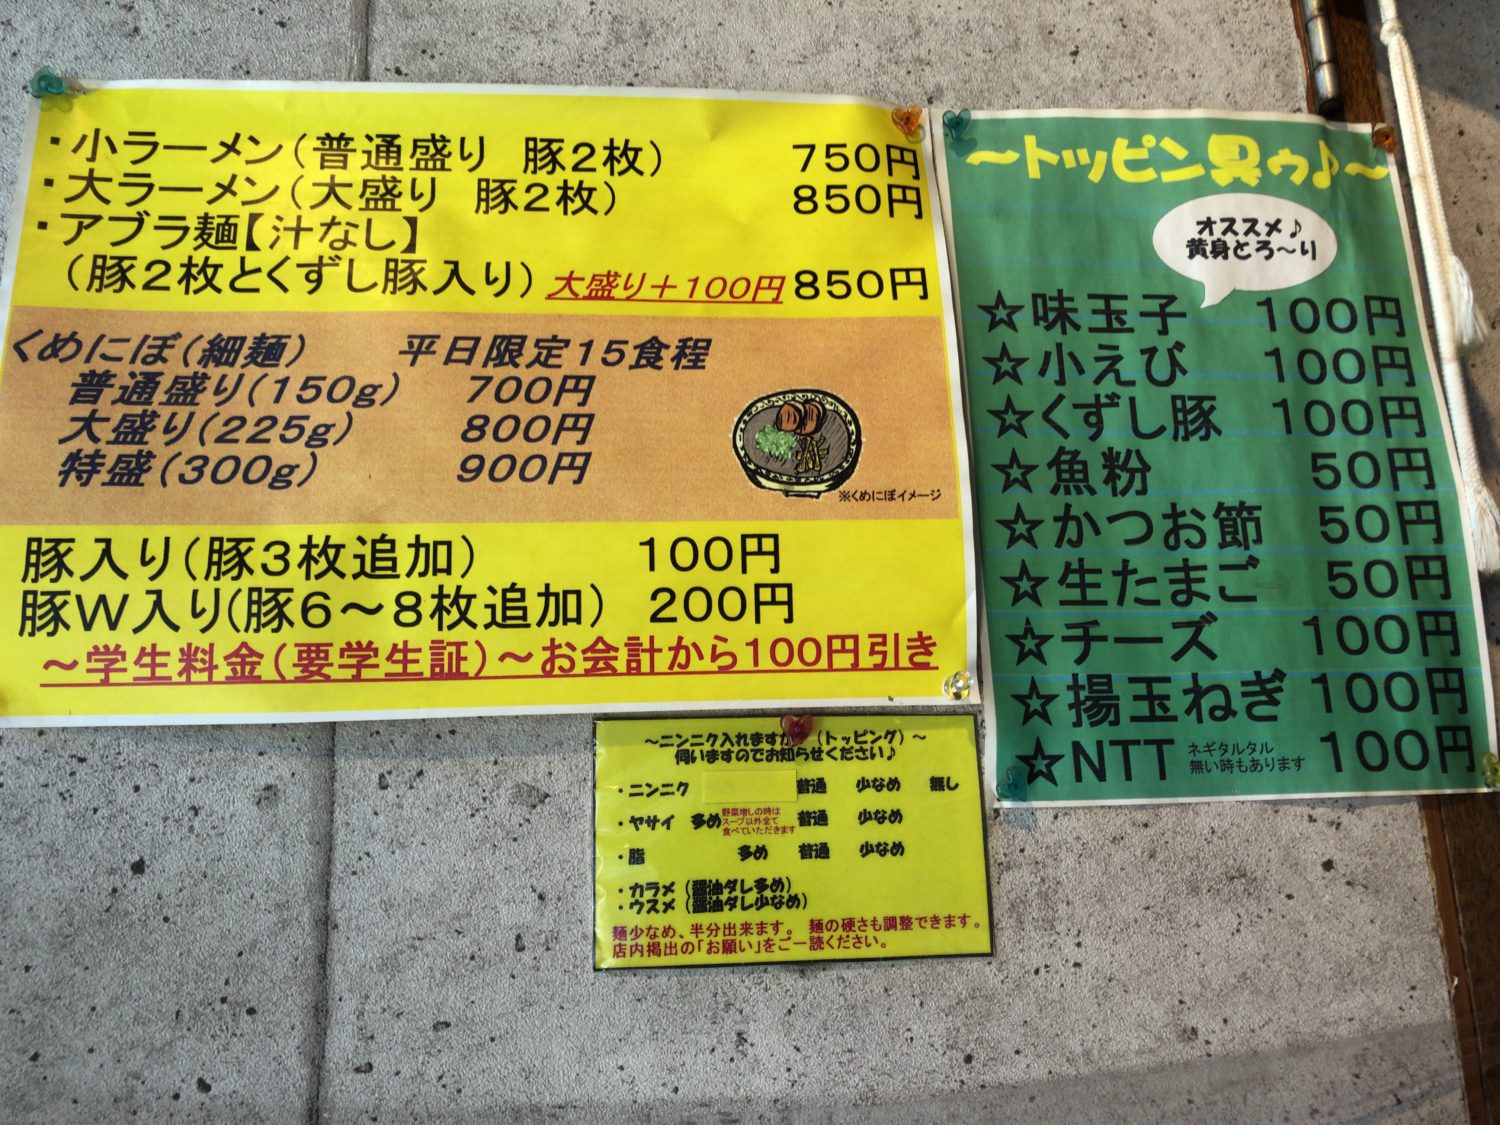 ・小ラーメン(普通盛り 豚2枚) 750円
・大ラーメン(大盛り 豚2枚) 850円
・アブラ麺【汁なし】
(豚2枚とくずし豚入り) 大盛り+100円 850円
くめにぼ(細麺) 平日限定15食程
普通盛り(150g) 700円
大盛り(225g) 800円
特盛(300g) 900円
※くめにぼイメージ
豚入り(豚3枚追加) 100円
豚W入り(豚6〜8枚追加) 200円
〜学生料金(要学生証)〜お会計から100円引き
〜トッピン具ゥ♪〜
オススメ♪
黄身とろ〜り
☆味玉子 100円
☆小えび 100円
☆くずし豚 100円
☆魚粉 50円
☆かつお節 50円
☆生たまご 50円
☆チーズ 100円
☆揚玉ねぎ 100円
☆NTT ネギタルタル 無い時もあります 100円
〜ニンニク入れますか (トッピング)〜
伺いますのでお知らせください♪
・ニンニク 普通 少なめ 無し
・ヤサイ 多め 野菜増しの時は スープ以外全て 食べていただきます 普通 少なめ
・脂 多め 普通 少なめ
・カラメ(醤油ダレ多め)
・ウスメ(醤油ダレ少なめ)
麺少なめ、半分出来ます。 麺の硬さも調整できます。
店内掲出の「お願い」をご一読ください。